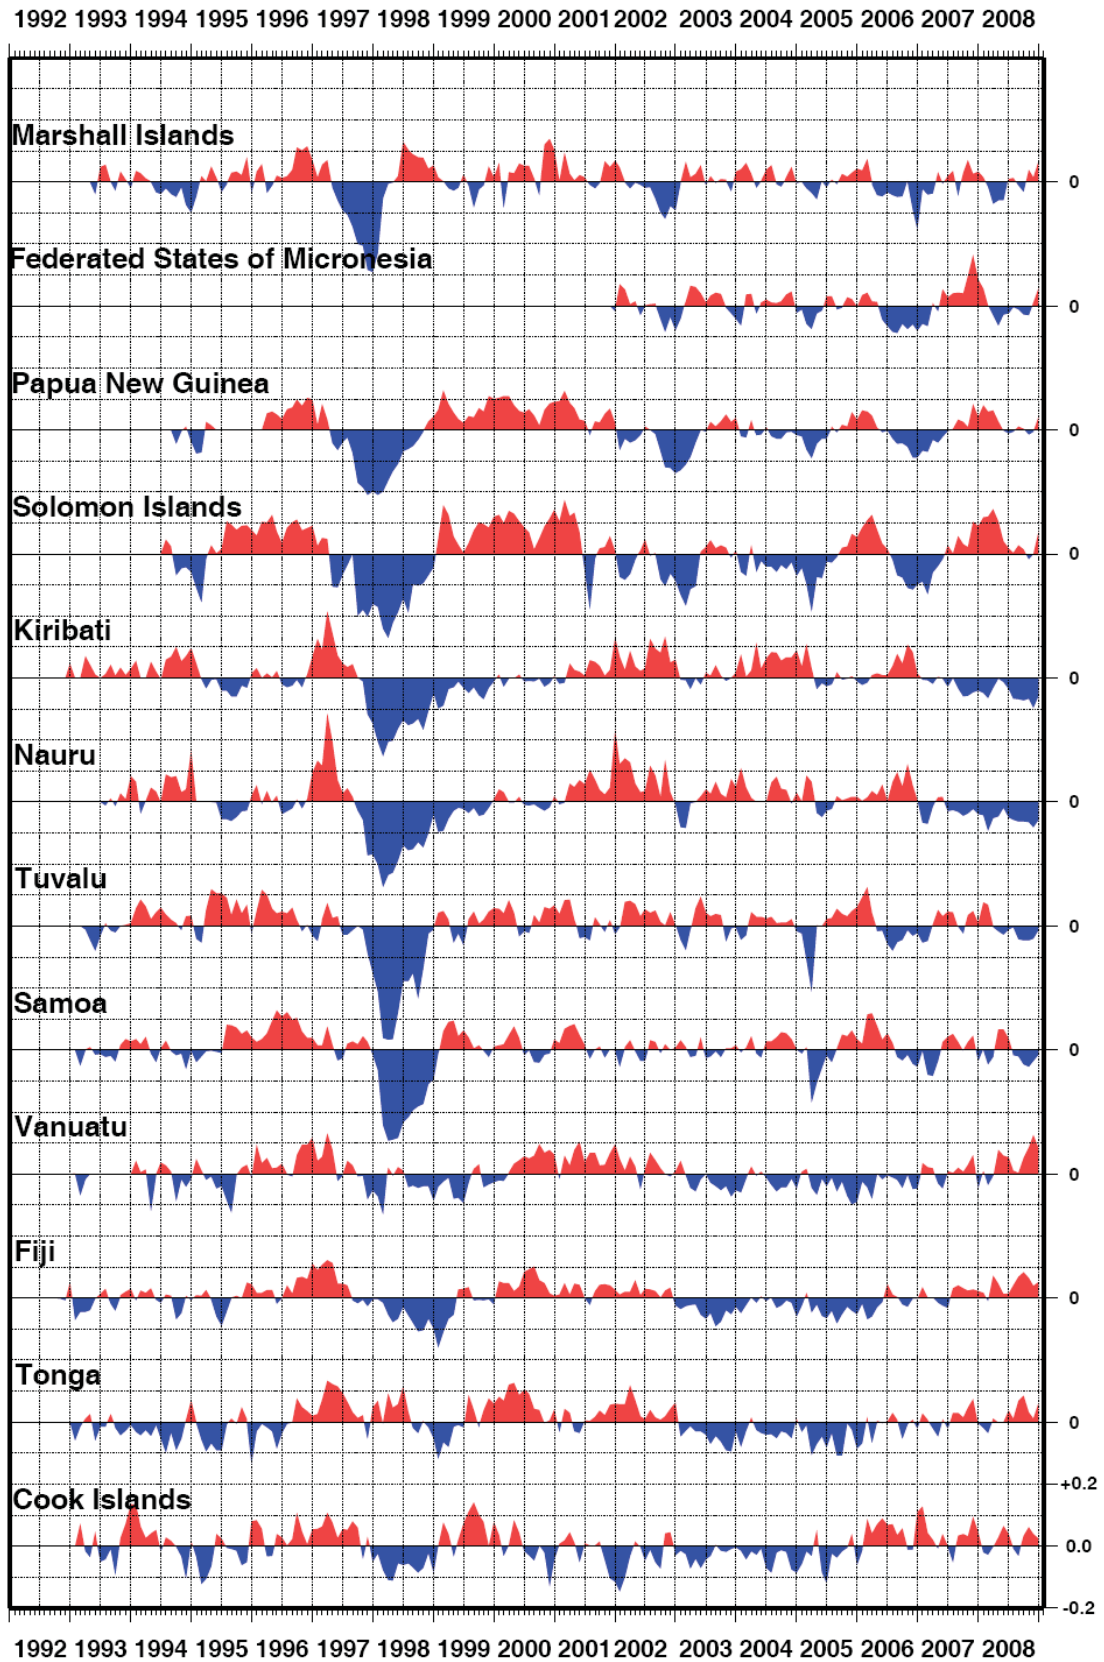 1992 1993 1994 1995 1996 1997 1998 1999 2000 2001 2002 2003 2004 2005 2006 2007 2008
Marshall Islands
0
Federated States of Micronesia
0
Papua New Guinea
0
Solomon Islands
0
Kiribati
0
Nauru
0
Tuvalu
0
Samoa
0
Vanuatu
0
Fiji
0
Tonga
0
+0.2
Cook Islands
0.0
-0.2
1992 1993 1994 1995 1996 1997 1998 1999 2000 2001 2002 2003 2004 2005 2006 2007 2008